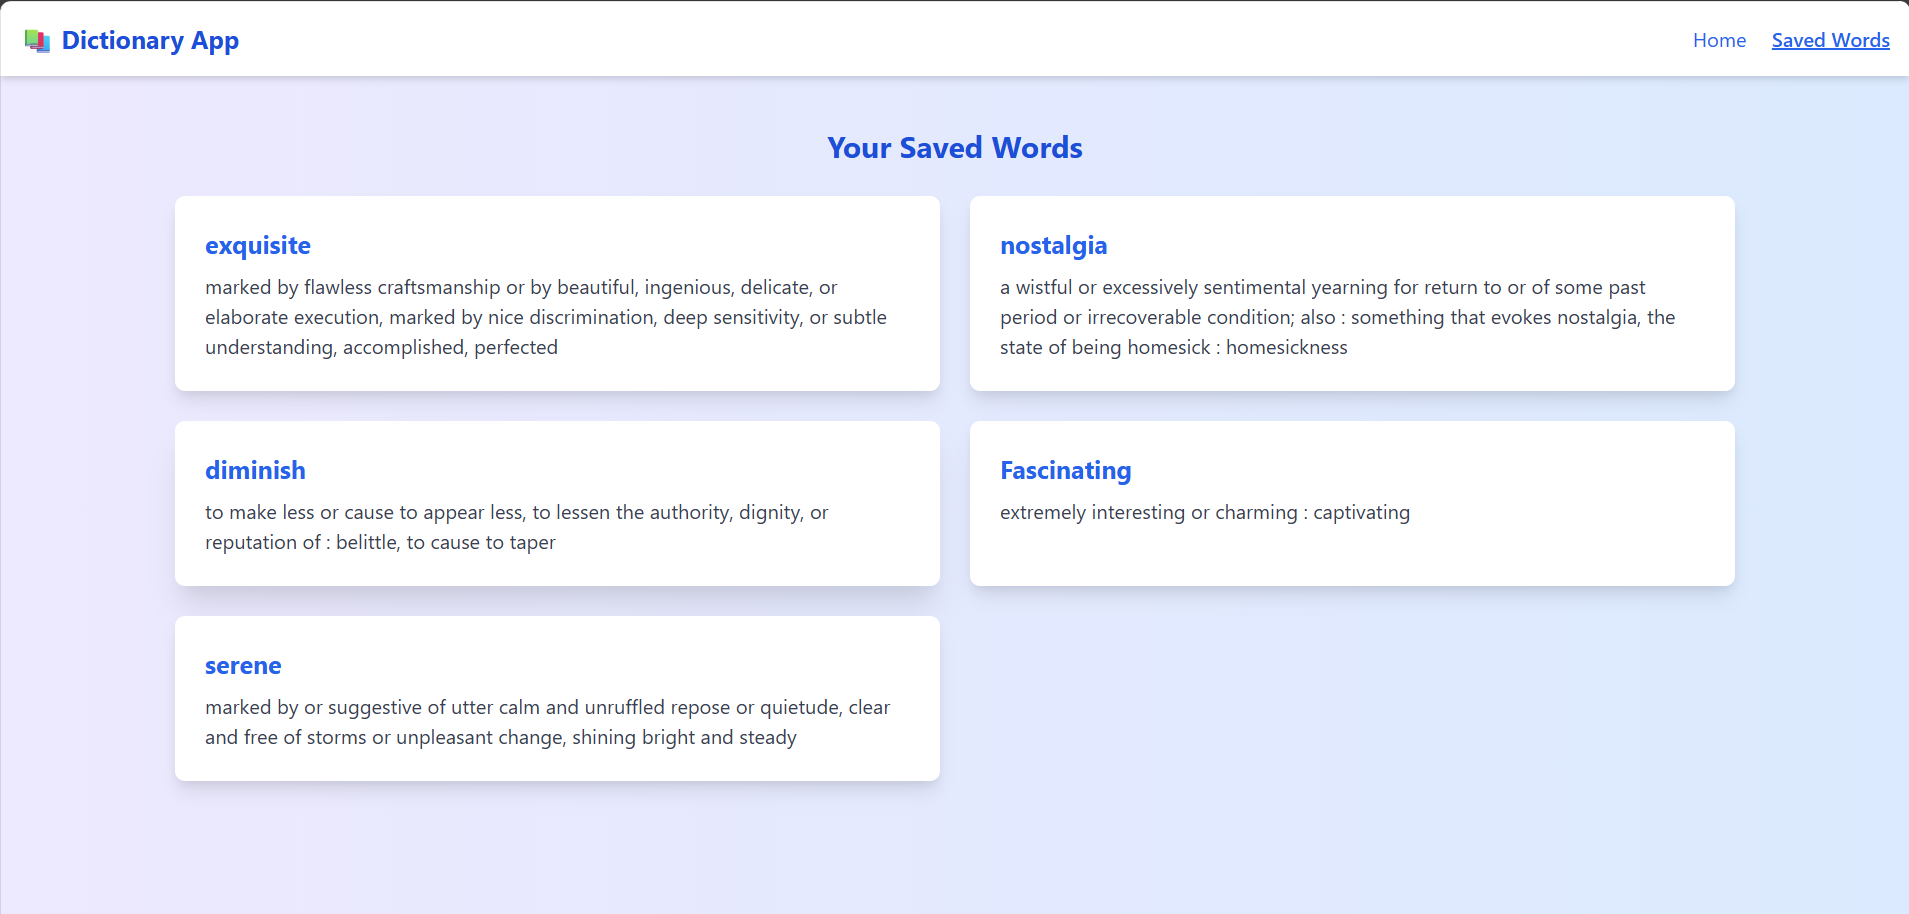 Dictionary App
Home
Saved Words
Your Saved Words
exquisite
marked by flawless craftsmanship or by beautiful, ingenious, delicate, or
elaborate execution, marked by nice discrimination, deep sensitivity, or subtle
understanding, accomplished, perfected
nostalgia
a wistful or excessively sentimental yearning for return to or of some past
period or irrecoverable condition; also : something that evokes nostalgia, the
state of being homesick : homesickness
diminish
to make less or cause to appear less, to lessen the authority, dignity, or
reputation of : belittle, to cause to taper
Fascinating
extremely interesting or charming : captivating
serene
marked by or suggestive of utter calm and unruffled repose or quietude, clear
and free of storms or unpleasant change, shining bright and steady